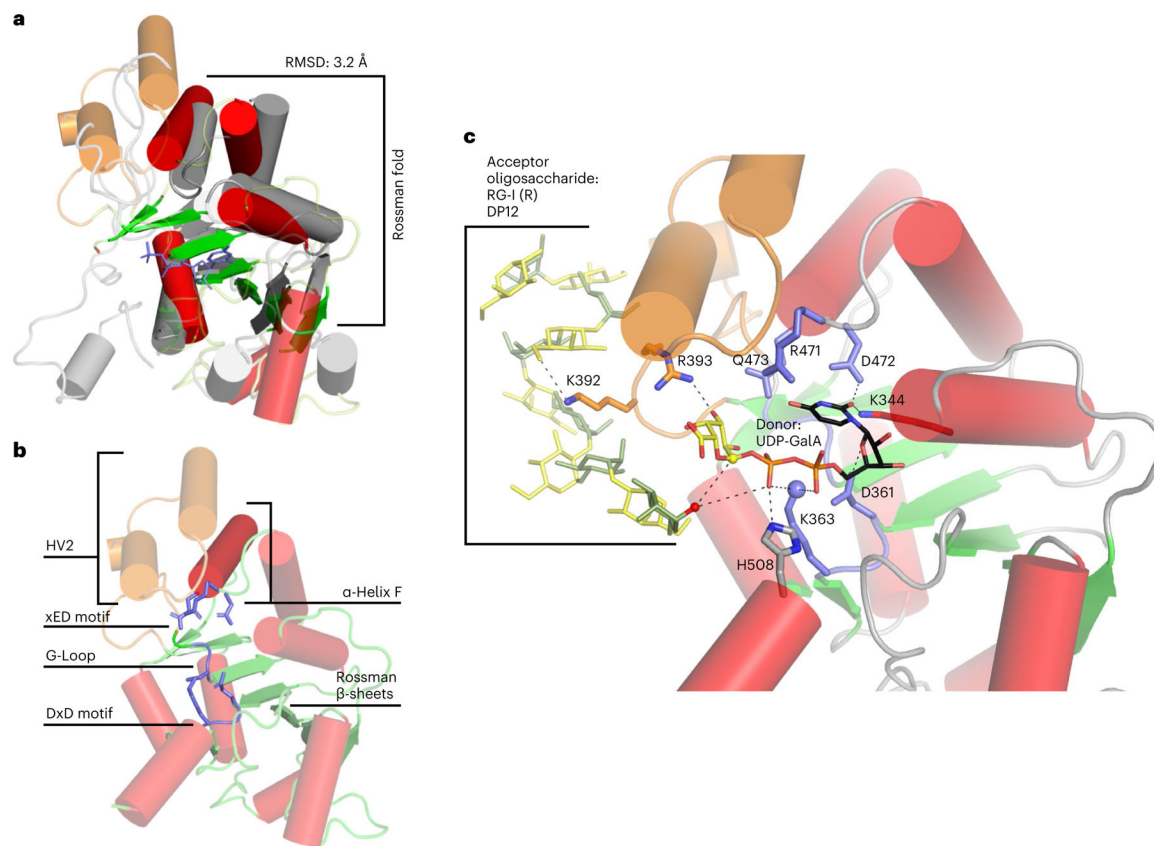 a
RMSD: 3.2 Å
Rossman fold
b
HV2
xED motif
G-Loop
DxD motif
α-Helix F
Rossman
β-sheets
c
Acceptor
oligosaccharide:
RG-I (R)
DP12
R393
K392
Q473
R471
D472
K344
Donor:
UDP-GalA
D361
K363
H508